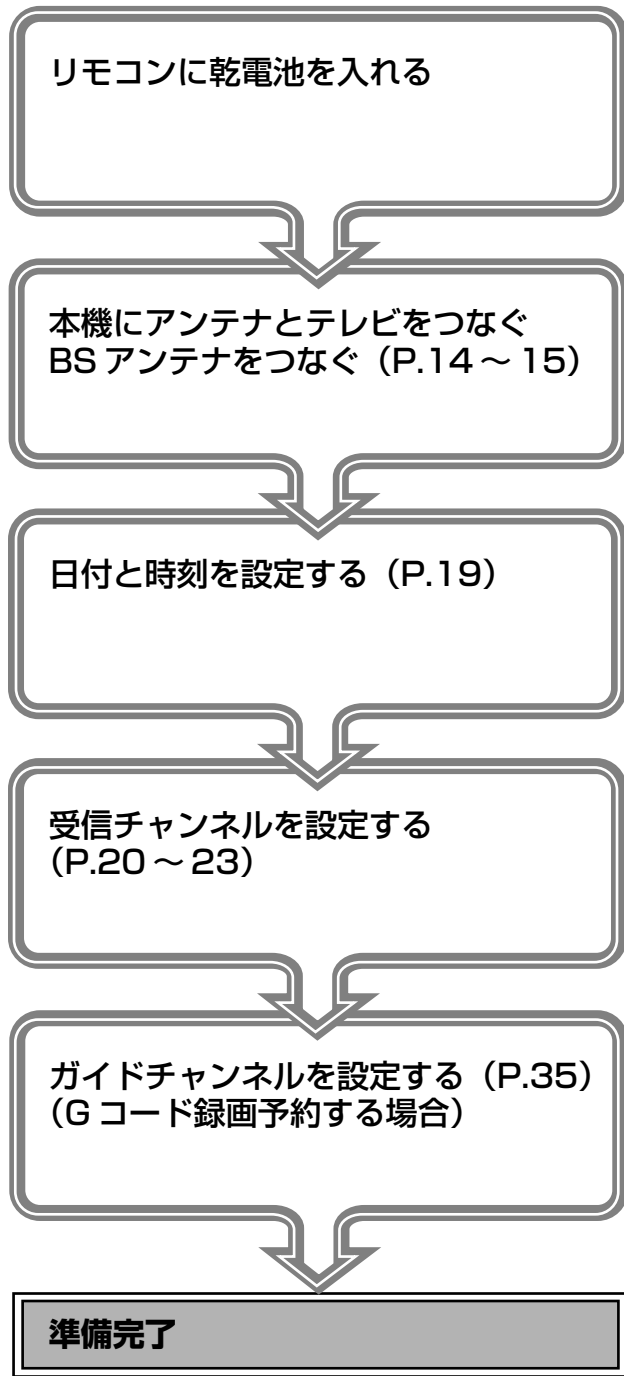 リモコンに乾電池を入れる
本機にアンテナとテレビをつなぐ
BS アンテナをつなぐ（P.14～15）
日付と時刻を設定する（P.19）
受信チャンネルを設定する
（P.20～23）
ガイドチャンネルを設定する（P.35）
（G コード録画予約する場合）
準備完了